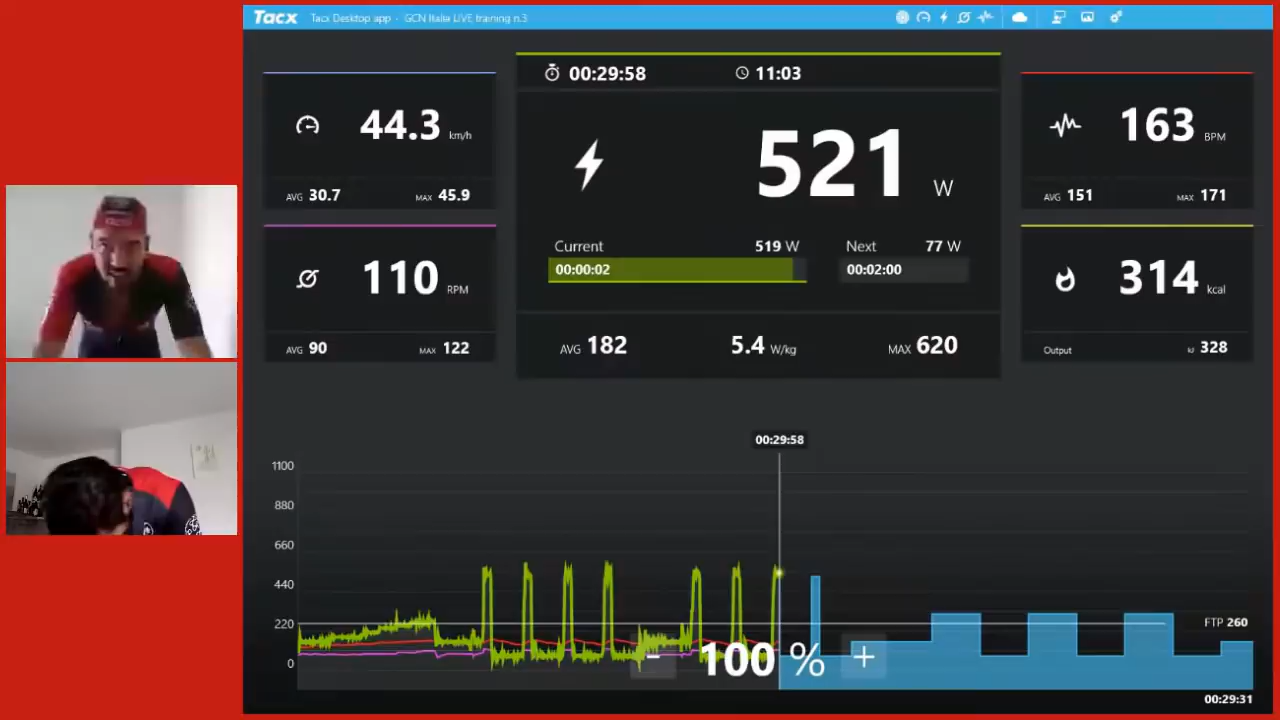 Tacx Tacx Desktop app - GCN Italia LIVE training n.3
00:29:58 11:03
44.3 km/h
AVG 30.7 MAX 45.9
521 W
163 BPM
AVG 151 MAX 171
Current 519 W Next 77 W
00:00:02 00:02:00
110 RPM
AVG 90 MAX 122
314 kcal
Output kJ 328
AVG 182 5.4 W/kg MAX 620
00:29:58
1100
880
660
440
220
0
FTP 260
- 100 % +
00:29:31